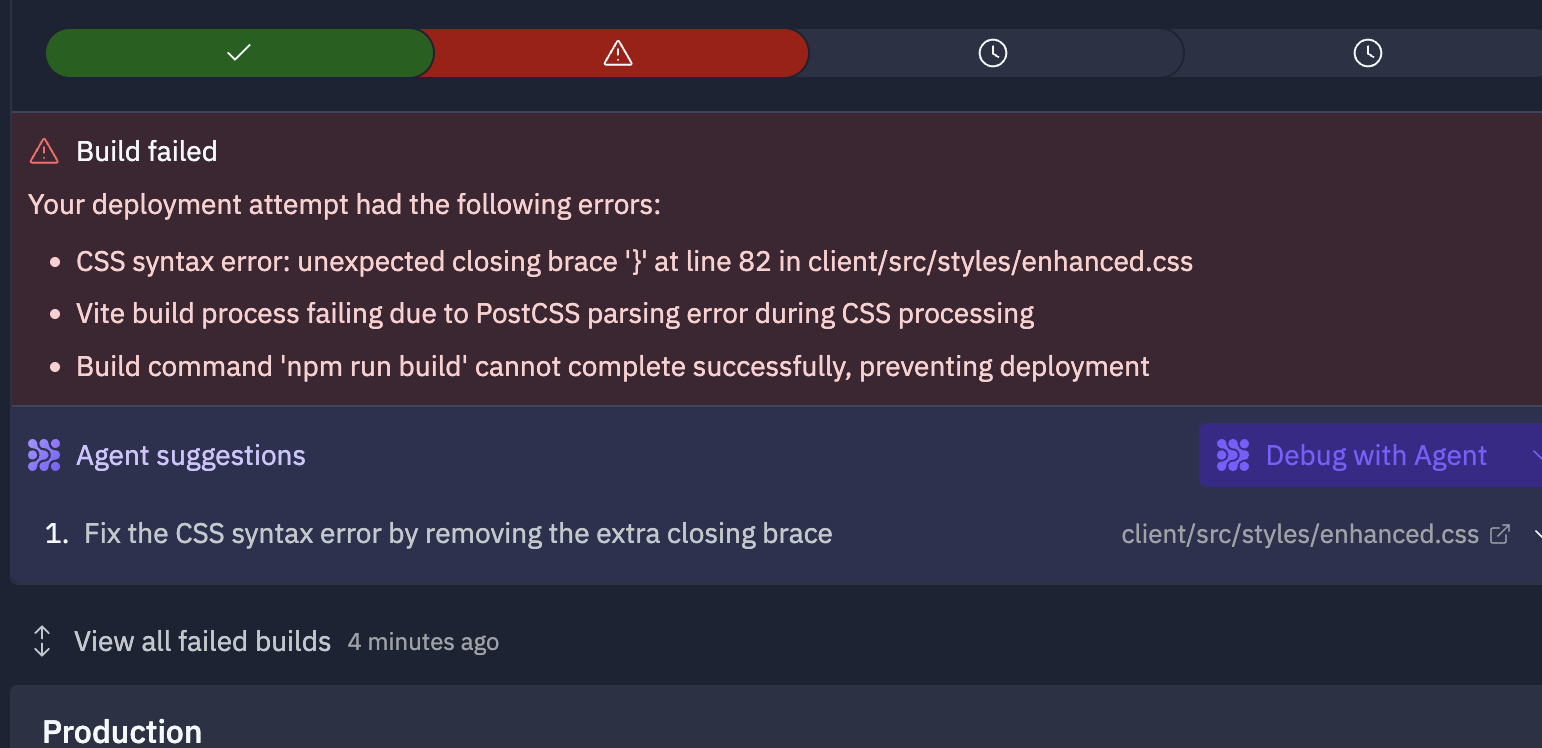 Build failed
Your deployment attempt had the following errors:
• CSS syntax error: unexpected closing brace '}' at line 82 in client/src/styles/enhanced.css
• Vite build process failing due to PostCSS parsing error during CSS processing
• Build command 'npm run build' cannot complete successfully, preventing deployment
Agent suggestions
Debug with Agent
1. Fix the CSS syntax error by removing the extra closing brace
client/src/styles/enhanced.css
View all failed builds 4 minutes ago
Production